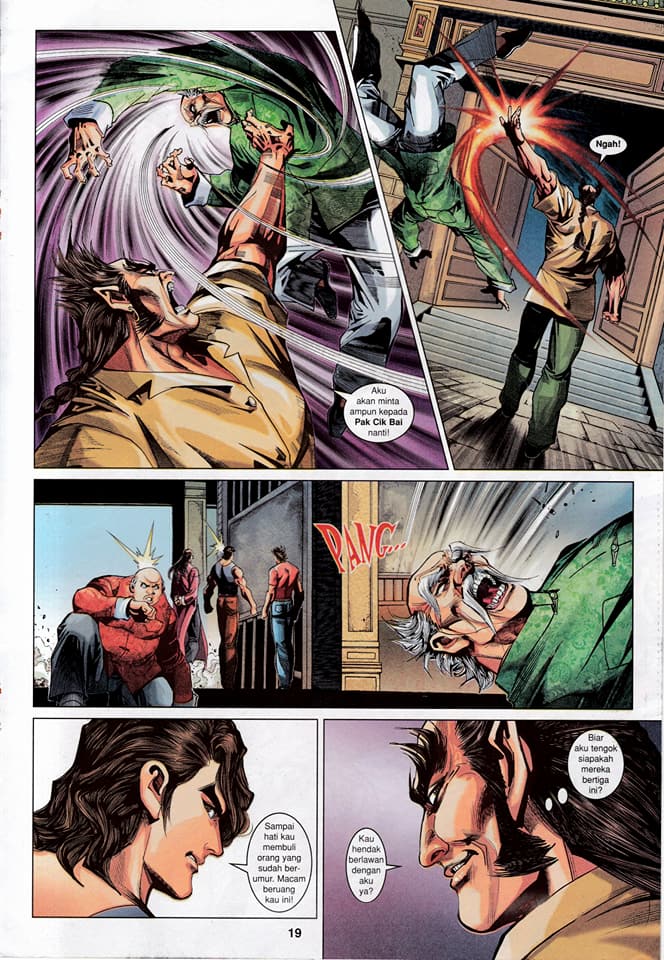 Aku
akan minta
ampun kepada
Pak Cik Bai
nanti!
Ngah!
PANG...
Sampai
hati kau
membuli
orang yang
sudah ber-
umur. Macam
beruang
kau ini!
Kau
hendak
berlawan
dengan
aku
ya?
Biar
aku tengok
siapakah
mereka
bertiga
ini?
19